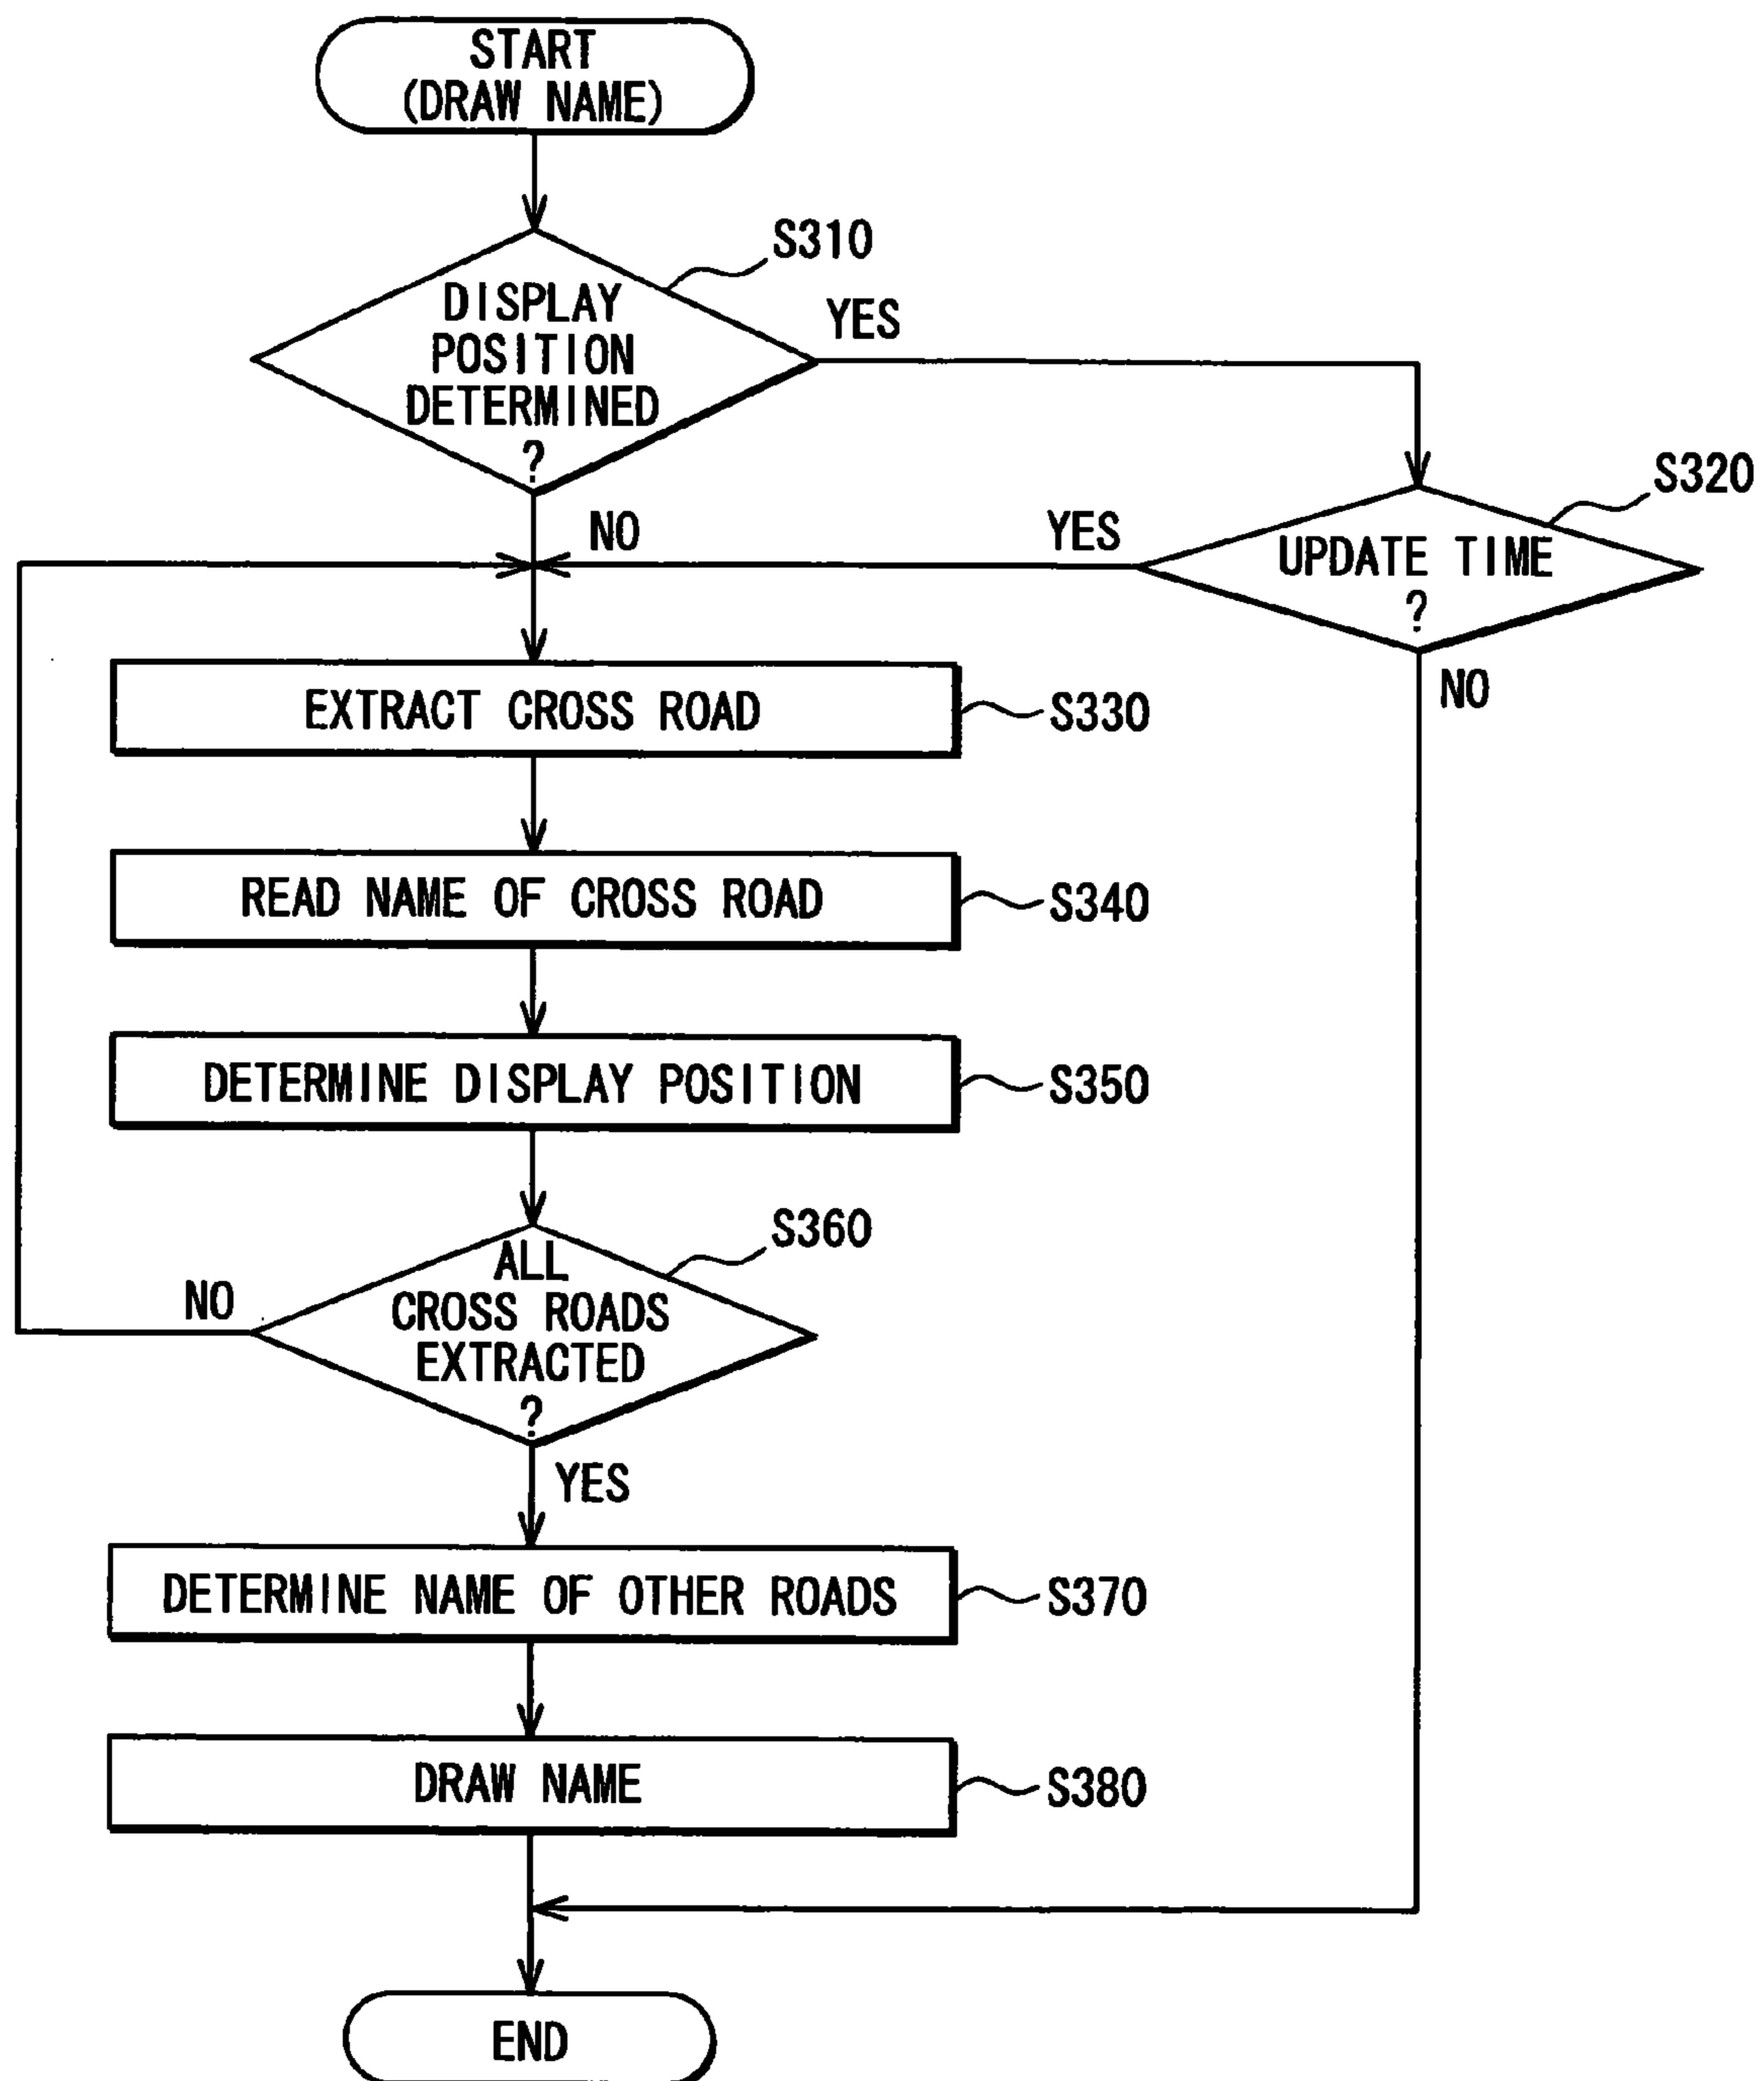 START
(DRAW NAME)
S310
DISPLAY
POSITION
DETERMINED
?
YES
S320
NO
YES
UPDATE TIME
?
NO
EXTRACT CROSS ROAD
S330
READ NAME OF CROSS ROAD
S340
DETERMINE DISPLAY POSITION
S350
S360
ALL
CROSS ROADS
EXTRACTED
?
NO
YES
DETERMINE NAME OF OTHER ROADS
S370
DRAW NAME
S380
END